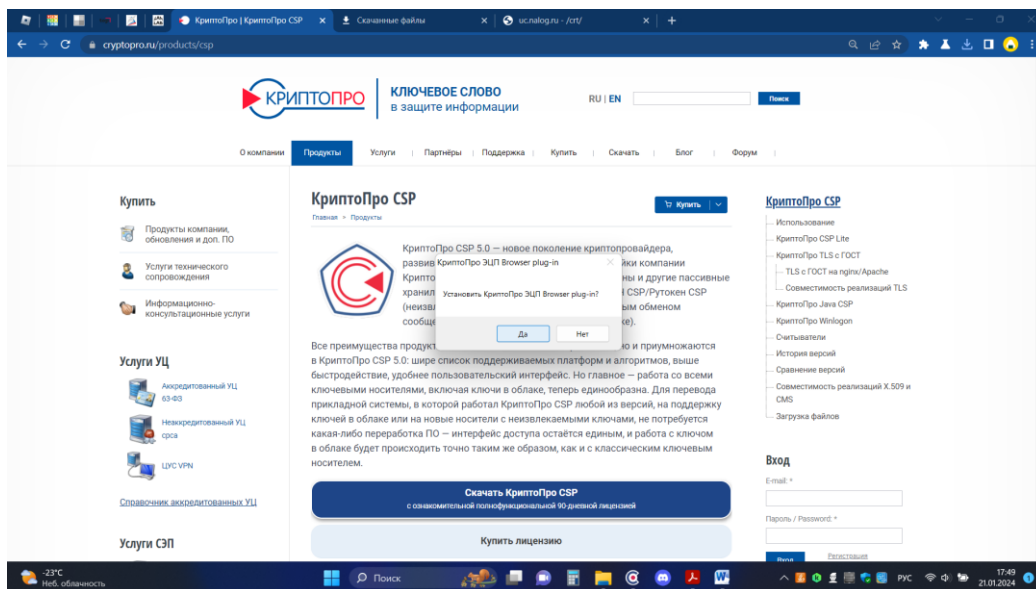 КриптоПро | КриптоПро CSP
Скачанные файлы
uc.nalog.ru - /crt/
cryptopro.ru/products/csp
КРИПТОПРО
КЛЮЧЕВОЕ СЛОВО
в защите информации
RU | EN
Поиск
О компании
Продукты
Услуги
Партнёры
Поддержка
Купить
Скачать
Блог
Форум
Купить
Продукты компании,
обновления и доп. ПО
Услуги технического
сопровождения
Информационно-
консультационные услуги
Услуги УЦ
Аккредитованный УЦ
63-ФЗ
Неаккредитованный УЦ
cpca
ЦУС VPN
Справочник аккредитованных УЦ
Услуги СЭП
КриптоПро CSP
Главная » Продукты
Купить
КриптоПро CSP 5.0 — новое поколение криптопровайдера,
КриптоПро ЭЦП Browser plug-in
Установить КриптоПро ЭЦП Browser plug-in?
Да
Нет
развив
йки компании
Крипто
ны и другие пассивные
хранил
CSP/Рутокен CSP
(неизвл
ым обменом
сообще
ке).
Все преимущества продукт
но и приумножаются
в КриптоПро CSP 5.0: шире список поддерживаемых платформ и алгоритмов, выше
быстродействие, удобнее пользовательский интерфейс. Но главное — работа со всеми
ключевыми носителями, включая ключи в облаке, теперь единообразна. Для перевода
прикладной системы, в которой работал КриптоПро CSP любой из версий, на поддержку
ключей в облаке или на новые носители с неизвлекаемыми ключами, не потребуется
какая-либо переработка ПО — интерфейс доступа остаётся единым, и работа с ключом
в облаке будет происходить точно таким же образом, как и с классическим ключевым
носителем.
Скачать КриптоПро CSP
с ознакомительной полнофункциональной 90-дневной лицензией
Купить лицензию
КриптоПро CSP
Использование
КриптоПро CSP Lite
КриптоПро TLS c ГОСТ
TLS с ГОСТ на nginx/Apache
Совместимость реализаций TLS
КриптоПро Java CSP
КриптоПро Winlogon
Считыватели
История версий
Сравнение версий
Совместимость реализаций X.509 и
CMS
Загрузка файлов
Вход
E-mail: *
Пароль / Password: *
Вход
Регистрация
-23°C
Неб. облачность
Поиск
РУС
17:49
21.01.2024